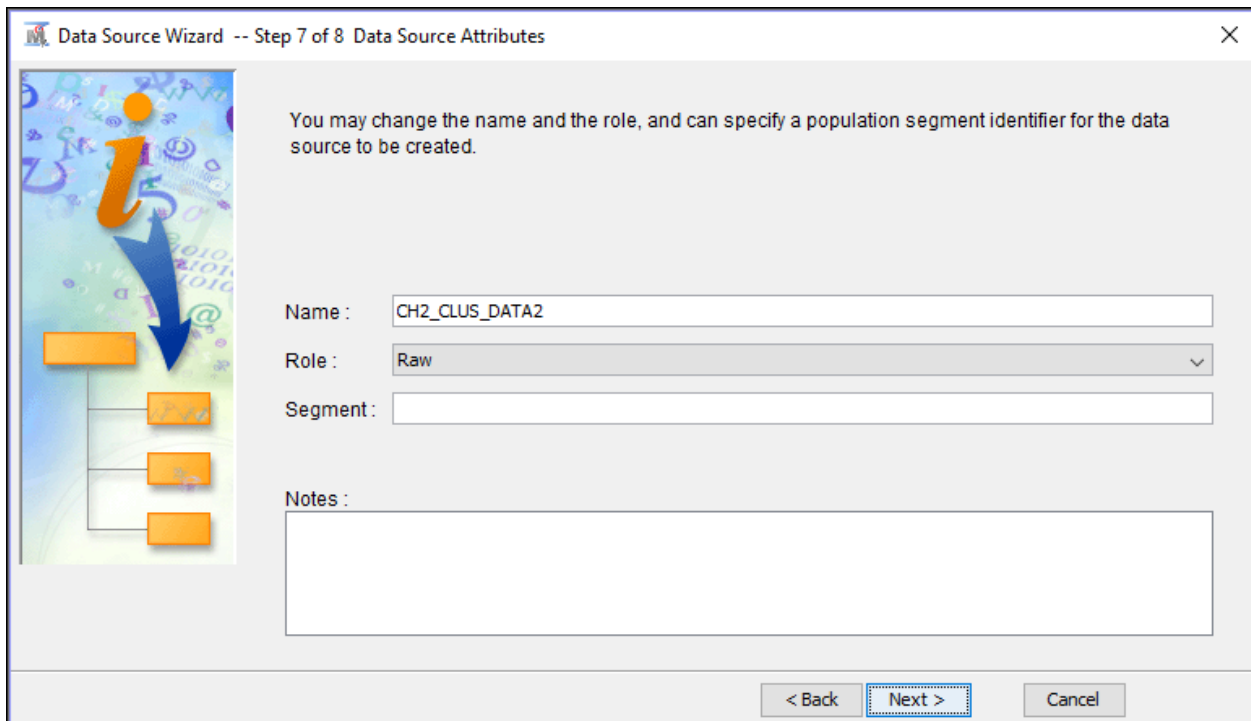 Data Source Wizard -- Step 7 of 8 Data Source Attributes
You may change the name and the role, and can specify a population segment identifier for the data
source to be created.
Name : CH2_CLUS_DATA2
Role : Raw
Segment :
Notes :
< Back Next > Cancel